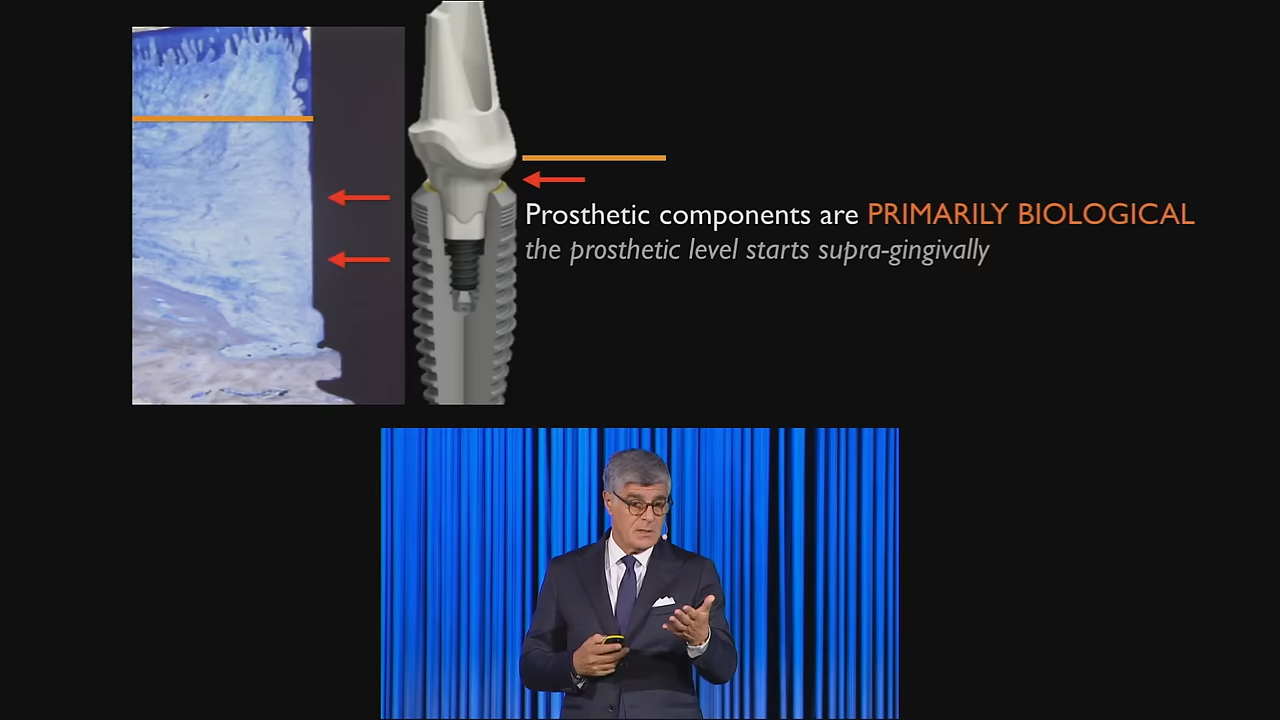 Prosthetic components are PRIMARILY BIOLOGICAL
the prosthetic level starts supra-gingivally